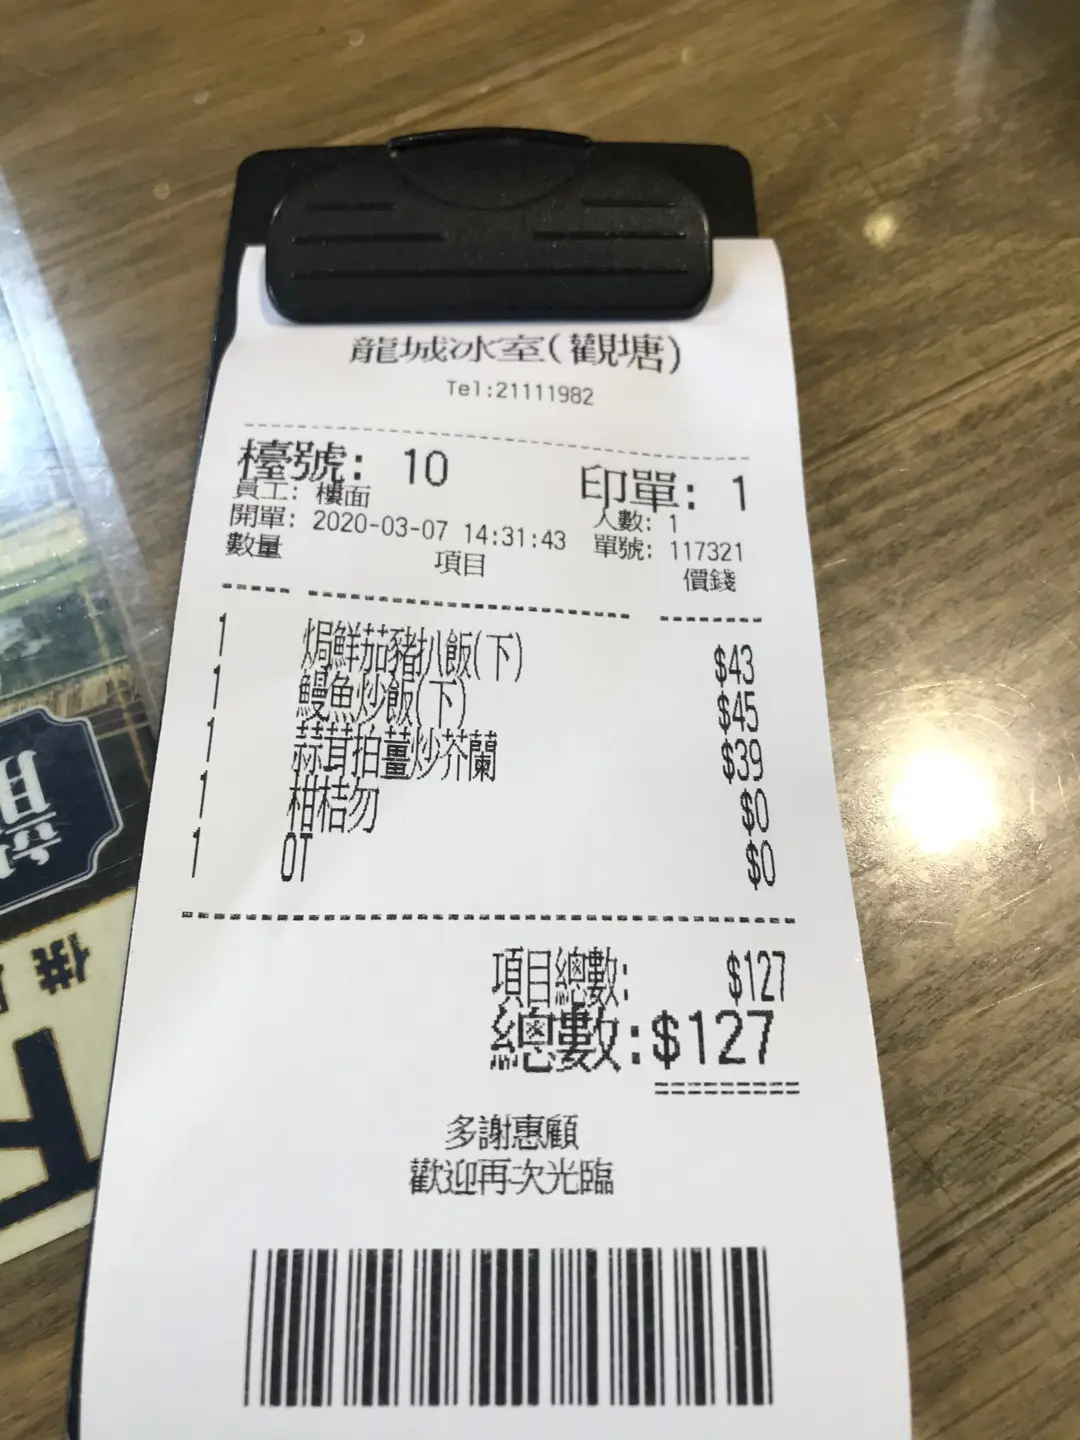 龍城冰室(觀塘)
Tel:21111982
檯號: 10 印單: 1
員工: 樓面 人數: 1
開單: 2020-03-07 14:31:43 單號: 117321
數量 項目 價錢
1 焗鮮茄豬扒飯(下) $43
1 鰻魚炒飯(下) $45
1 蒜茸拍薑炒芥蘭 $39
1 柑桔勿 $0
1 OT $0
項目總數: $127
總數:$127
多謝惠顧
歡迎再次光臨
供
下